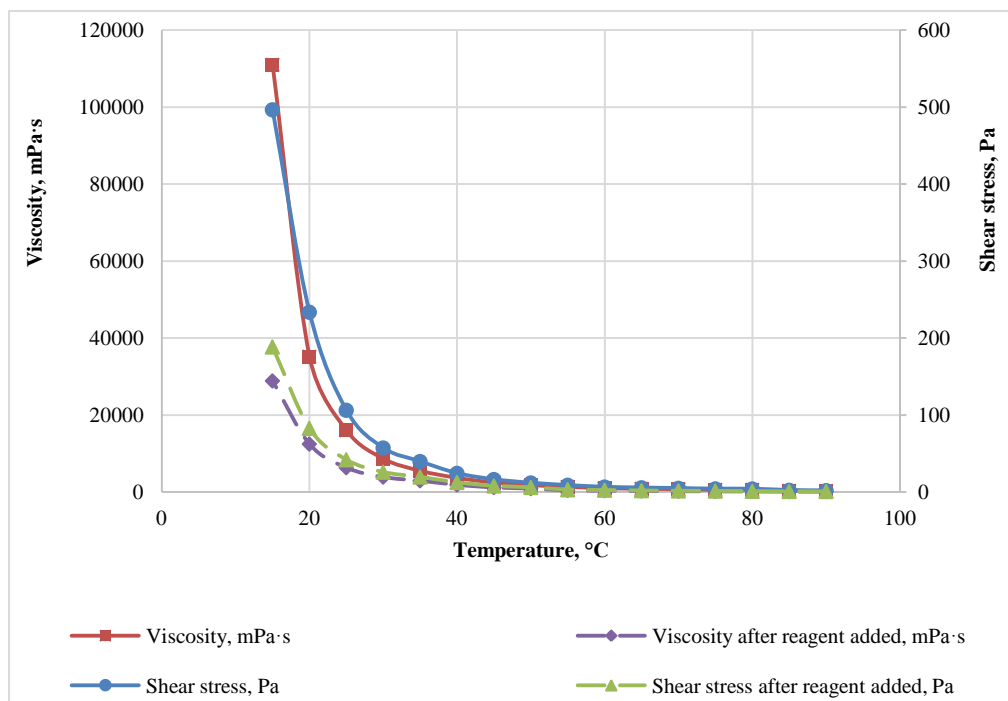 120000
100000
80000
60000
40000
20000
0
Viscosity, mPa·s
600
500
400
300
200
100
0
Shear stress, Pa
0 20 40 60 80 100
Temperature, °C
Viscosity, mPa·s
Viscosity after reagent added, mPa·s
Shear stress, Pa
Shear stress after reagent added, Pa